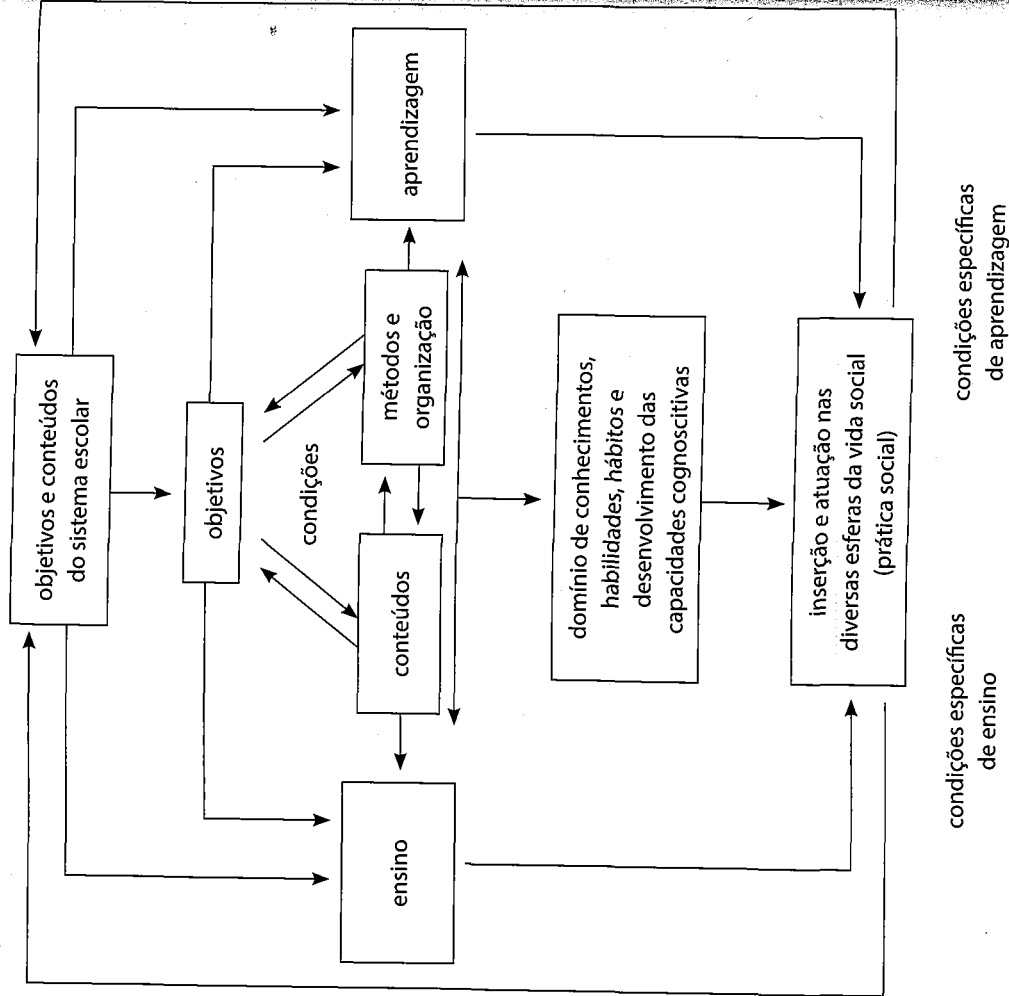 objetivos e conteúdos
do sistema escolar
objetivos
condições
ensino
conteúdos
métodos e
organização
aprendizagem
domínio de conhecimentos,
habilidades, hábitos e
desenvolvimento das
capacidades cognoscitivas
inserção e atuação nas
diversas esferas da vida social
(prática social)
condições específicas
de ensino
condições específicas
de aprendizagem